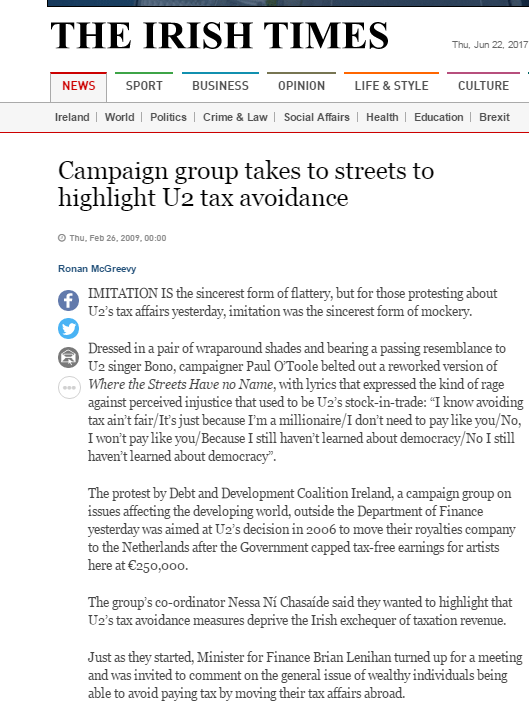 THE IRISH TIMES
Thu, Jun 22, 2017
NEWS SPORT BUSINESS OPINION LIFE & STYLE CULTURE
Ireland | World | Politics | Crime & Law | Social Affairs | Health | Education | Brexit
Campaign group takes to streets to
highlight U2 tax avoidance
Thu, Feb 26, 2009, 00:00
Ronan McGreevy
IMITATION IS the sincerest form of flattery, but for those protesting about
U2’s tax affairs yesterday, imitation was the sincerest form of mockery.
Dressed in a pair of wraparound shades and bearing a passing resemblance to
U2 singer Bono, campaigner Paul O’Toole belted out a reworked version of
Where the Streets Have no Name, with lyrics that expressed the kind of rage
against perceived injustice that used to be U2’s stock-in-trade: “I know avoiding
tax ain’t fair/It’s just because I’m a millionaire/I don’t need to pay like you/No,
I won’t pay like you/Because I still haven’t learned about democracy/No I still
haven’t learned about democracy”.
The protest by Debt and Development Coalition Ireland, a campaign group on
issues affecting the developing world, outside the Department of Finance
yesterday was aimed at U2’s decision in 2006 to move their royalties company
to the Netherlands after the Government capped tax-free earnings for artists
here at €250,000.
The group’s co-ordinator Nessa Ní Chasaíde said they wanted to highlight that
U2’s tax avoidance measures deprive the Irish exchequer of taxation revenue.
Just as they started, Minister for Finance Brian Lenihan turned up for a meeting
and was invited to comment on the general issue of wealthy individuals being
able to avoid paying tax by moving their tax affairs abroad.